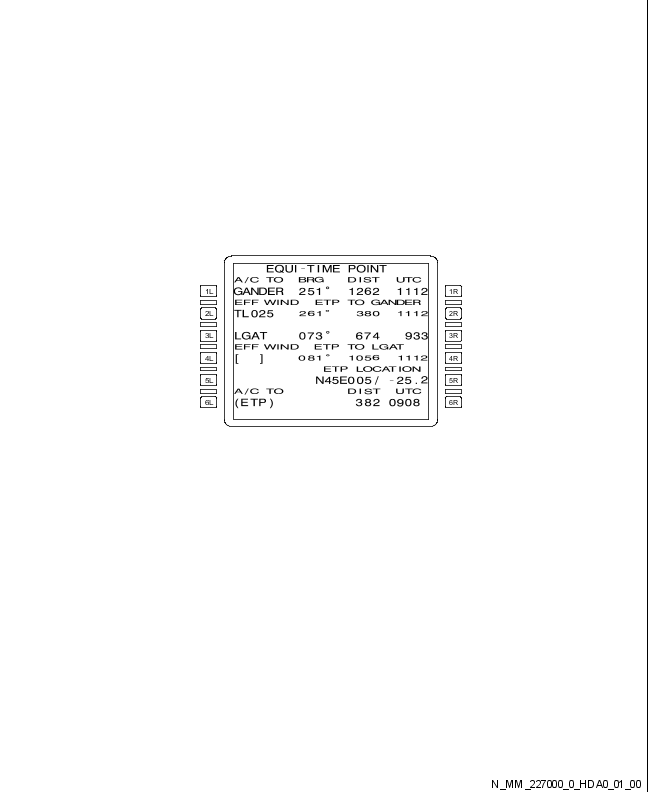 EQUI-TIME POINT
A/C TO BRG DIST UTC
1L GANDER 251° 1262 1112 1R
EFF WIND ETP TO GANDER
2L TL025 261° 380 1112 2R
3L LGAT 073° 674 933 3R
EFF WIND ETP TO LGAT
4L [ ] 081° 1056 1112 4R
ETP LOCATION
5L N45E005/ -25.2 5R
A/C TO DIST UTC
6L (ETP) 382 0908 6R
N_MM_227000_0_HDA0_01_00